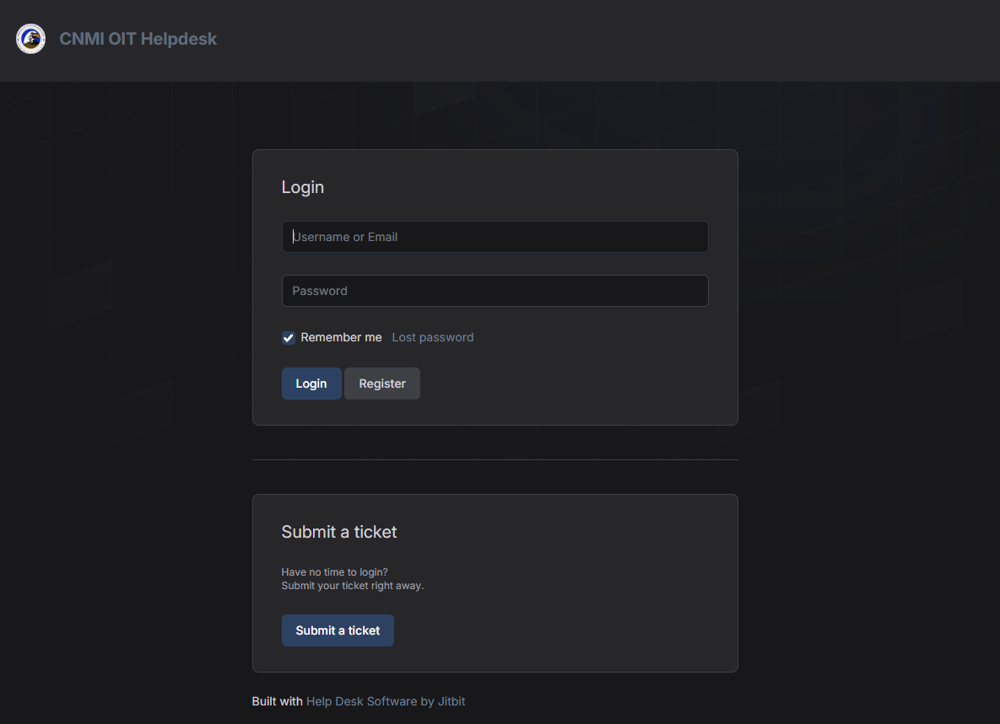 CNMI OIT Helpdesk
Login
Username or Email
Password
Remember me Lost password
Login Register
Submit a ticket
Have no time to login?
Submit your ticket right away.
Submit a ticket
Built with Help Desk Software by Jitbit